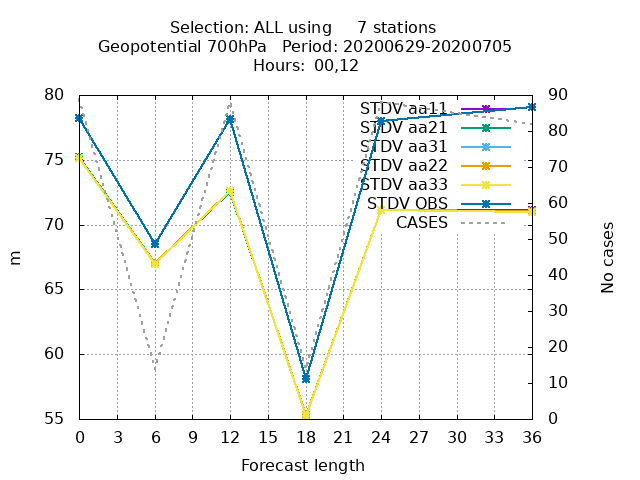 Selection: ALL using     7 stations
Geopotential 700hPa   Period: 20200629-20200705
Hours:  00,12
80
75
70
65
60
55
m
90
80
70
60
50
40
30
20
10
0
No cases
STDV aa11
STDV aa21
STDV aa31
STDV aa22
STDV aa33
STDV OBS
CASES
0 3 6 9 12 15 18 21 24 27 30 33 36
Forecast length